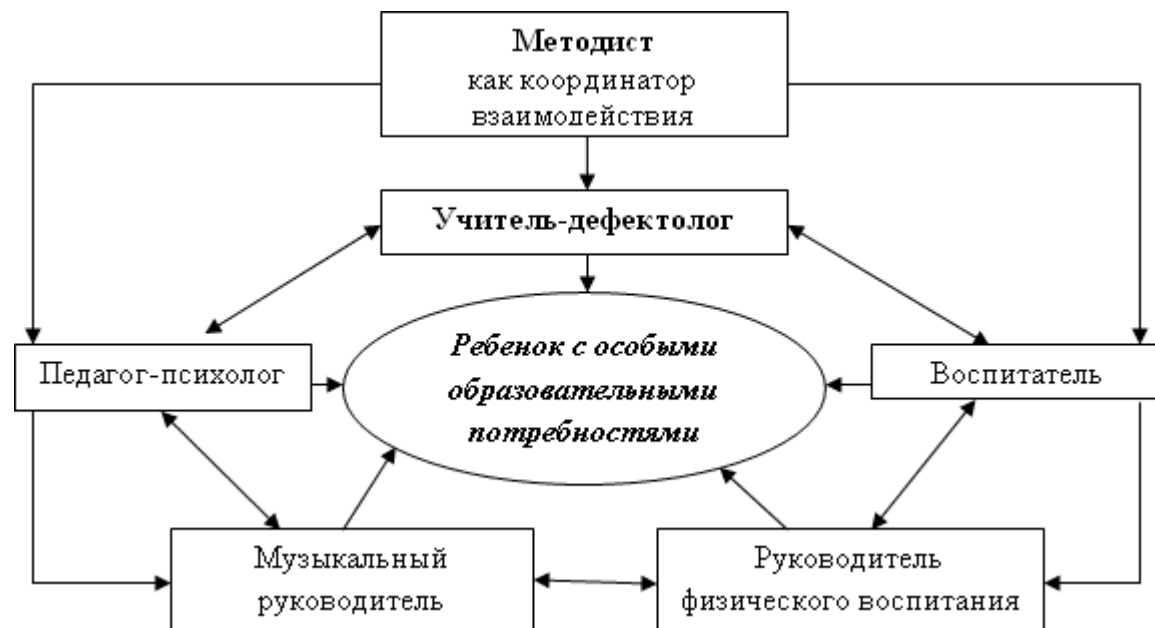 Методист
как координатор
взаимодействия
Учитель-дефектолог
Ребенок с особыми
образовательными
потребностями
Педагог-психолог
Воспитатель
Музыкальный
руководитель
Руководитель
физического воспитания